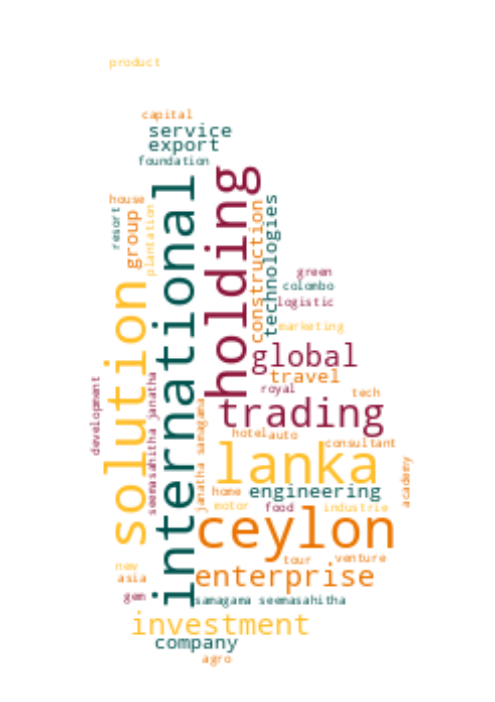 product
capital
service
export
foundation
international
holding
house
resort
group
plantation
construction
technologies
green
colombo
logistic
marketing
solution
global
travel
royal
tech
development
seemasahitha janatha
janatha samagama
trading
hotel
auto
consultant
lanka
academy
home
engineering
motor
food
industrie
ceylon
tour
venture
new
asia
enterprise
gem
samagama seemasahitha
investment
company
agro